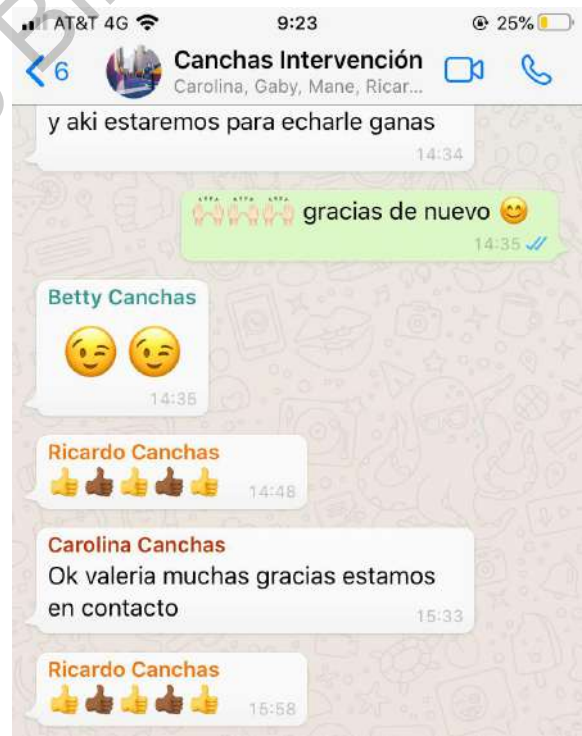 AT&T 4G 9:23 25%
6 Canchas Intervención
Carolina, Gaby, Mane, Ricar...
y aki estaremos para echarle ganas
14:34
🙌🏻🙌🏻🙌🏻 gracias de nuevo 😊
14:35
Betty Canchas
😉😉
14:35
Ricardo Canchas
👍👍🏾👍👍🏾👍 14:48
Carolina Canchas
Ok valeria muchas gracias estamos
en contacto 15:33
Ricardo Canchas
👍👍🏾👍👍🏾👍 15:58